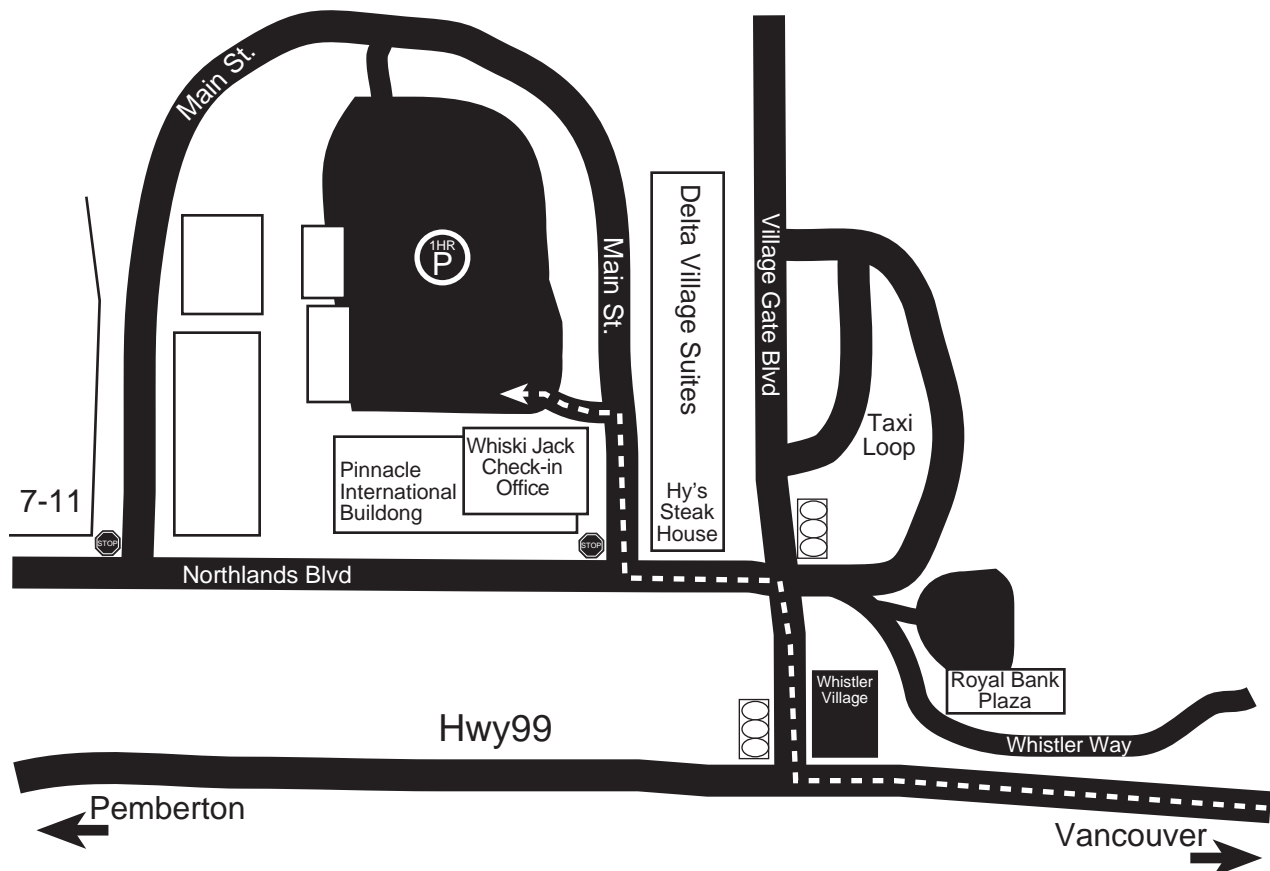 Main St.
1HR
P
Main St.
Delta Village Suites
Village Gate Blvd
Taxi
Loop
Whiski Jack
Check-in
Office
Pinnacle
International
Buildong
Hy's
Steak
House
7-11
STOP
STOP
Northlands Blvd
Whistler
Village
Royal Bank
Plaza
Hwy99
Whistler Way
Pemberton
Vancouver